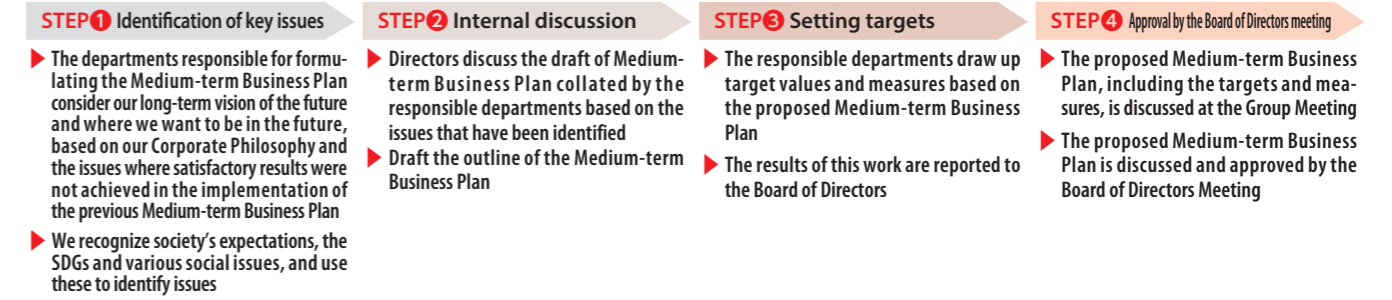 STEP❶ Identification of key issues
▶ The departments responsible for formu-
lating the Medium-term Business Plan
consider our long-term vision of the future
and where we want to be in the future,
based on our Corporate Philosophy and
the issues where satisfactory results were
not achieved in the implementation of
the previous Medium-term Business Plan
▶ We recognize society's expectations, the
SDGs and various social issues, and use
these to identify issues
STEP❷ Internal discussion
▶ Directors discuss the draft of Medium-
term Business Plan collated by the
responsible departments based on the
issues that have been identified
▶ Draft the outline of the Medium-term
Business Plan
STEP❸ Setting targets
▶ The responsible departments draw up
target values and measures based on
the proposed Medium-term Business
Plan
▶ The results of this work are reported to
the Board of Directors
STEP❹ Approval by the Board of Directors meeting
▶ The proposed Medium-term Business
Plan, including the targets and mea-
sures, is discussed at the Group Meeting
▶ The proposed Medium-term Business
Plan is discussed and approved by the
Board of Directors Meeting